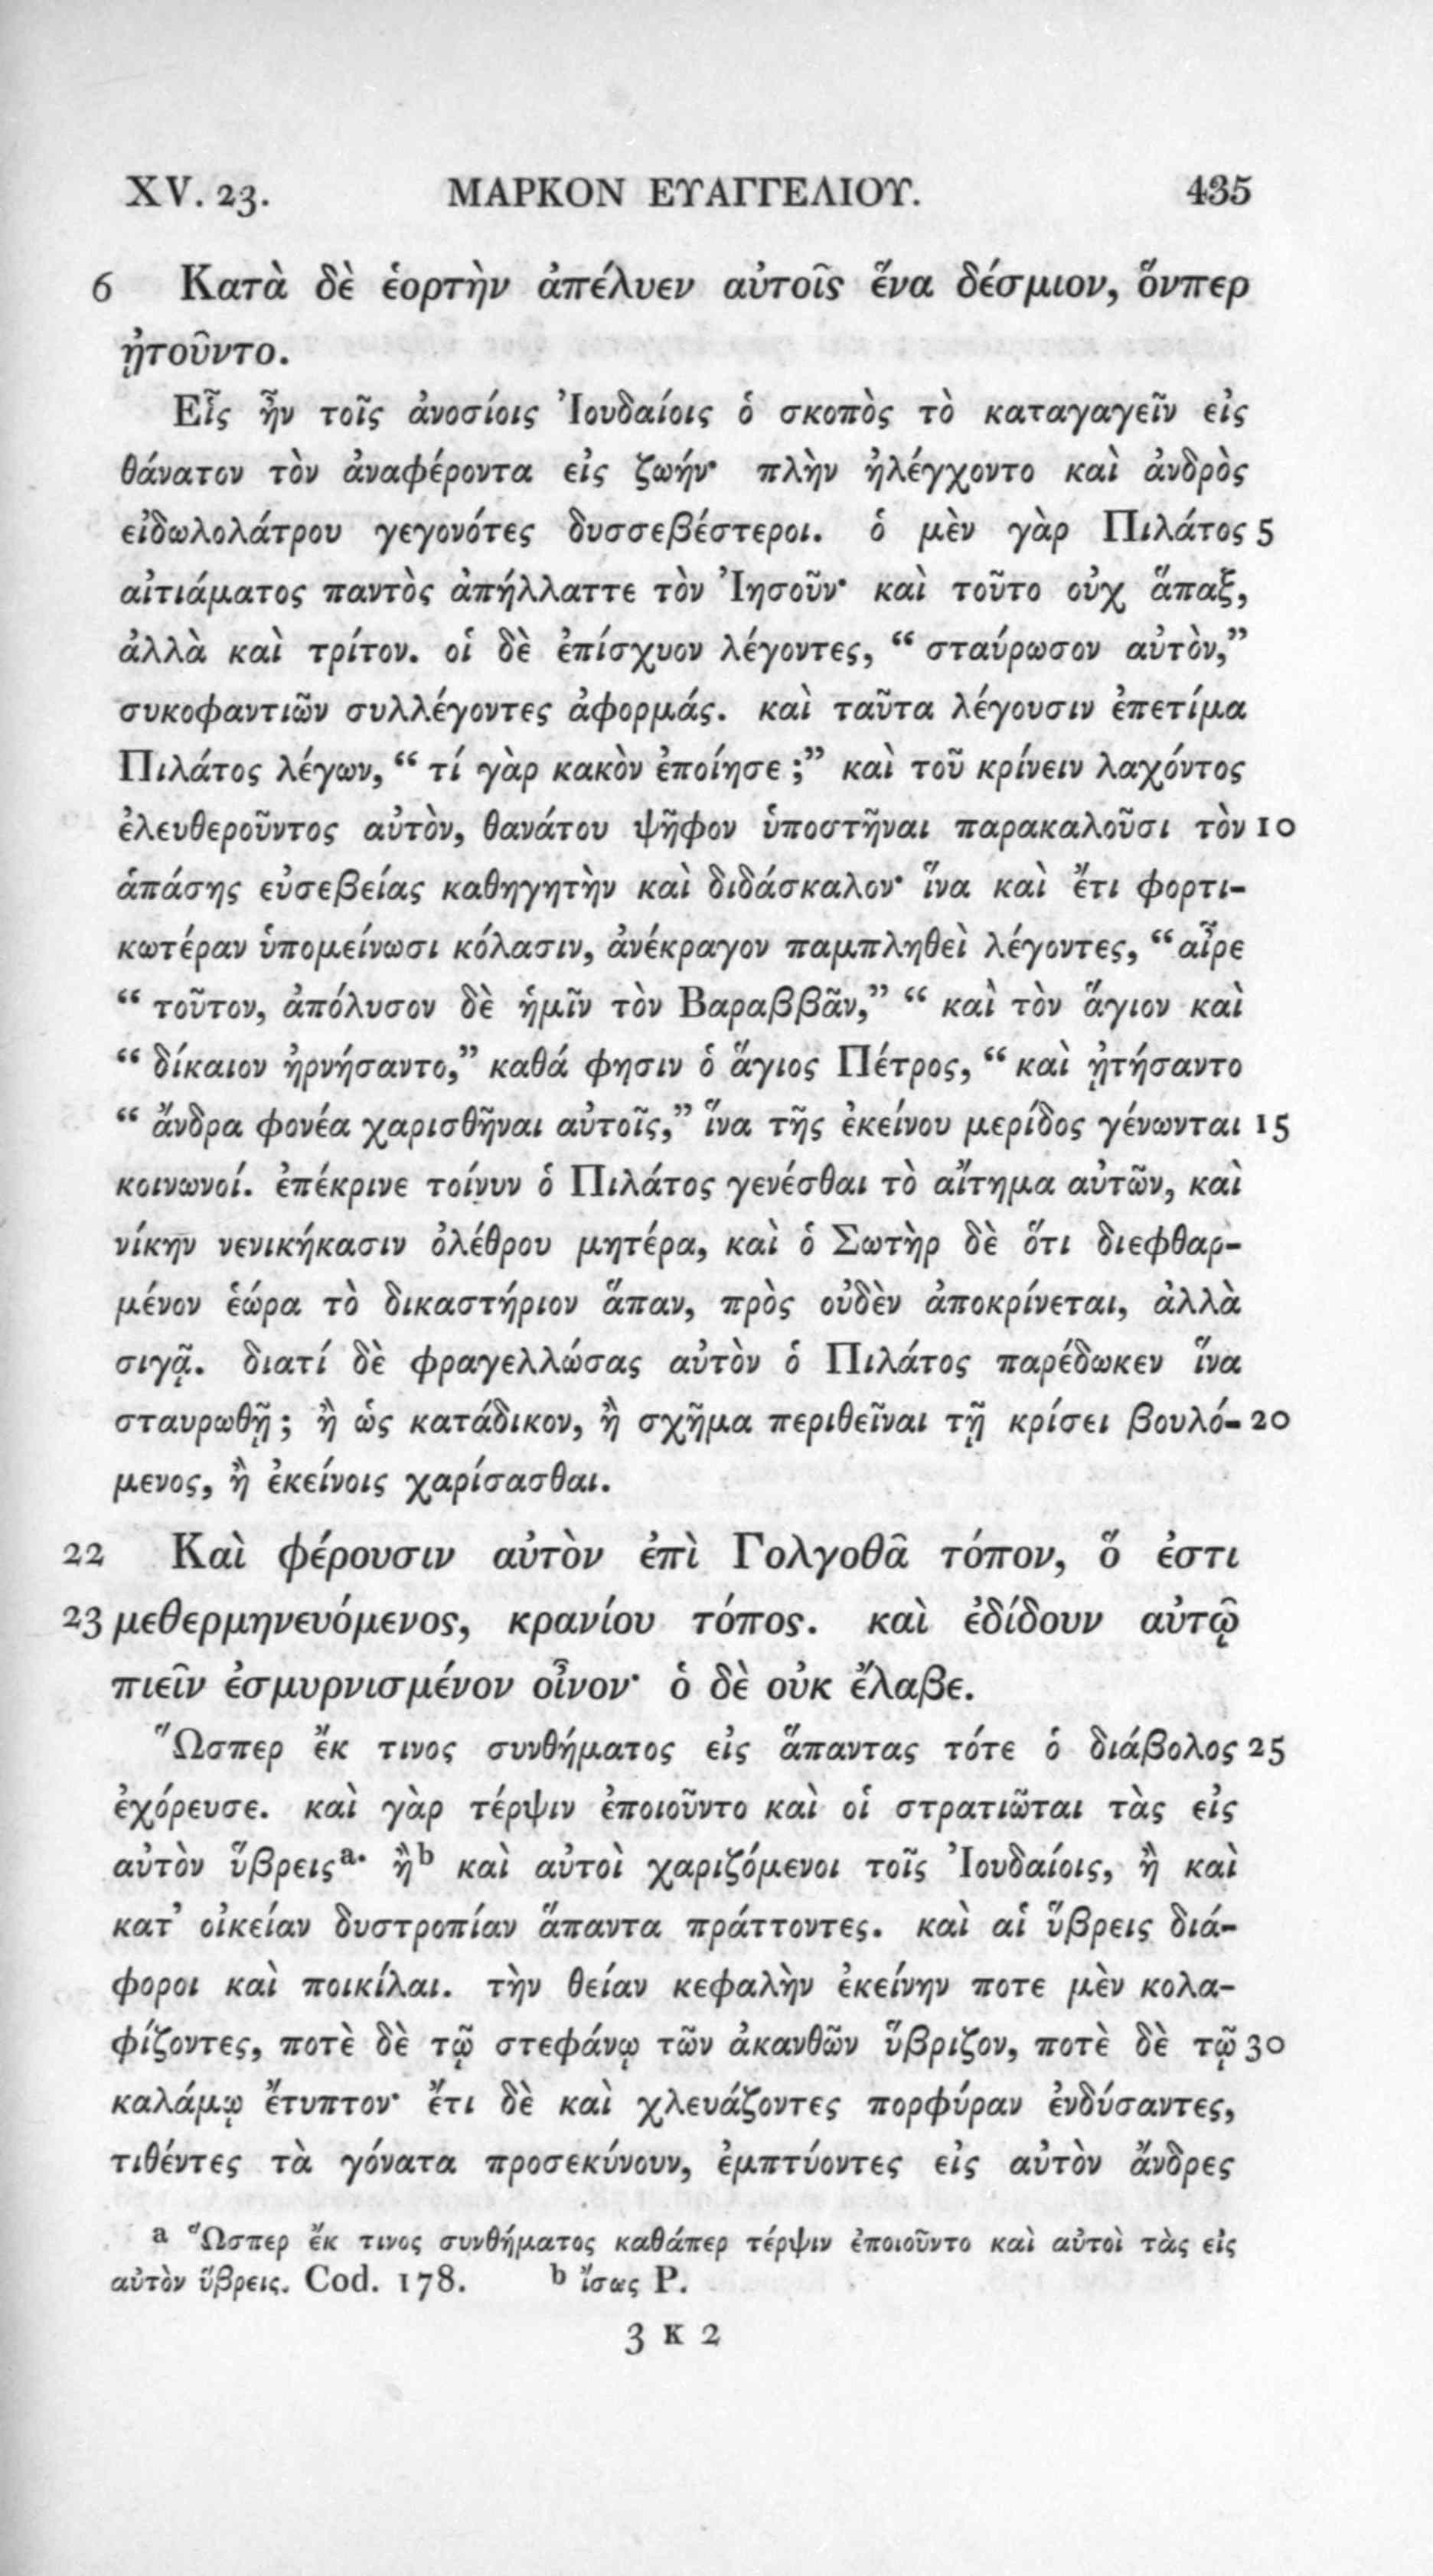 XV. 23. ΜΑΡΚΟΝ ΕΥΑΓΓΕΛΙΟΥ. 435
6 Κατὰ δὲ ἑορτὴν ἀπέλυεν αὐτοῖς ἕνα δέσμιον, ὅνπερ
ᾐτοῦντο.
Εἷς ἦν τοῖς ἀνοσίοις Ἰουδαίοις ὁ σκοπὸς τὸ καταγαγεῖν εἰς
θάνατον τὸν ἀναφέροντα εἰς ζωήν· πλὴν ἠλέγχοντο καὶ ἀνδρὸς
εἰδωλολάτρου γεγονότες δυσσεβέστεροι. ὁ μὲν γὰρ Πιλάτος 5
αἰτιάματος παντὸς ἀπήλλαττε τὸν Ἰησοῦν· καὶ τοῦτο οὐχ ἅπαξ,
ἀλλὰ καὶ τρίτον. οἱ δὲ ἐπίσχυον λέγοντες, “ σταύρωσον αὐτὸν,”
συκοφαντιῶν συλλέγοντες ἀφορμάς. καὶ ταῦτα λέγουσιν ἐπετίμα
Πιλάτος λέγων, “ τί γὰρ κακὸν ἐποίησε ;” καὶ τοῦ κρίνειν λαχόντος
ἐλευθεροῦντος αὐτὸν, θανάτου ψῆφον ὑποστῆναι παρακαλοῦσι τὸν 10
ἁπάσης εὐσεβείας καθηγητὴν καὶ διδάσκαλον· ἵνα καὶ ἔτι φορτι-
κωτέραν ὑπομείνωσι κόλασιν, ἀνέκραγον παμπληθεὶ λέγοντες, “ αἶρε
“ τοῦτον, ἀπόλυσον δὲ ἡμῖν τὸν Βαραββᾶν,” “ καὶ τὸν ἅγιον καὶ
“ δίκαιον ἠρνήσαντο,” καθά φησιν ὁ ἅγιος Πέτρος, “ καὶ ᾐτήσαντο
“ ἄνδρα φονέα χαρισθῆναι αὐτοῖς,” ἵνα τῆς ἐκείνου μερίδος γένωνται 15
κοινωνοί. ἐπέκρινε τοίνυν ὁ Πιλάτος γενέσθαι τὸ αἴτημα αὐτῶν, καὶ
νίκην νενικήκασιν ὀλέθρου μητέρα, καὶ ὁ Σωτὴρ δὲ ὅτι διεφθαρ-
μένον ἑώρα τὸ δικαστήριον ἅπαν, πρὸς οὐδὲν ἀποκρίνεται, ἀλλὰ
σιγᾷ. διατί δὲ φραγελλώσας αὐτὸν ὁ Πιλάτος παρέδωκεν ἵνα
σταυρωθῇ ; ἢ ὡς κατάδικον, ἢ σχῆμα περιθεῖναι τῇ κρίσει βουλό- 20
μενος, ἢ ἐκείνοις χαρίσασθαι.
22 Καὶ φέρουσιν αὐτὸν ἐπὶ Γολγοθᾶ τόπον, ὅ ἐστι
23 μεθερμηνευόμενος, κρανίου τόπος. καὶ ἐδίδουν αὐτῷ
πιεῖν ἐσμυρνισμένον οἶνον· ὁ δὲ οὐκ ἔλαβε.
Ὥσπερ ἔκ τινος συνθήματος εἰς ἅπαντας τότε ὁ διάβολος 25
ἐχόρευσε. καὶ γὰρ τέρψιν ἐποιοῦντο καὶ οἱ στρατιῶται τὰς εἰς
αὐτὸν ὕβρεις a· ἢ b καὶ αὐτοὶ χαριζόμενοι τοῖς Ἰουδαίοις, ἢ καὶ
κατ’ οἰκείαν δυστροπίαν ἅπαντα πράττοντες. καὶ αἱ ὕβρεις διά-
φοροι καὶ ποικίλαι. τὴν θείαν κεφαλὴν ἐκείνην ποτε μὲν κολα-
φίζοντες, ποτὲ δὲ τῷ στεφάνῳ τῶν ἀκανθῶν ὕβριζον, ποτὲ δὲ τῷ 30
καλάμῳ ἔτυπτον· ἔτι δὲ καὶ χλευάζοντες πορφύραν ἐνδύσαντες,
τιθέντες τὰ γόνατα προσεκύνουν, ἐμπτύοντες εἰς αὐτὸν ἄνδρες
a Ὥσπερ ἔκ τινος συνθήματος καθάπερ τέρψιν ἐποιοῦντο καὶ αὐτοὶ τὰς εἰς
αὐτὸν ὕβρεις. Cod. 178. b ἴσως P.
3 K 2